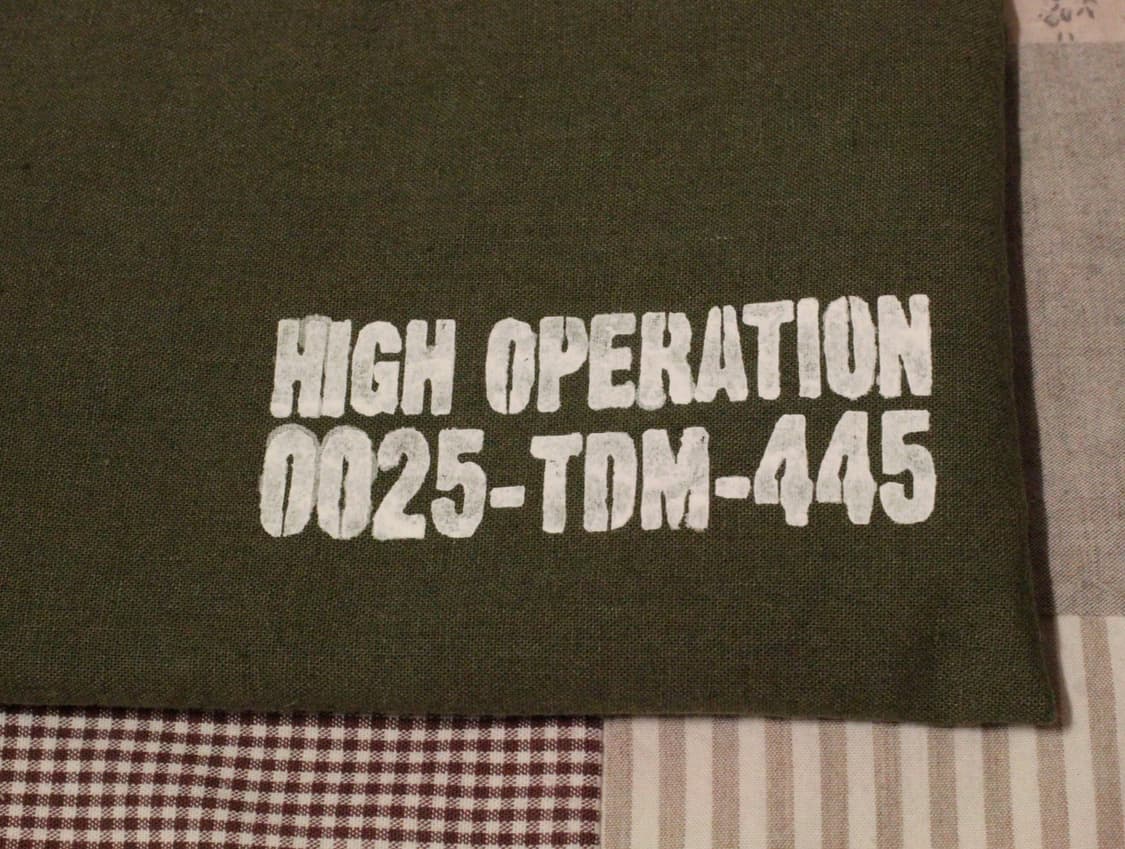 HIGH OPERATION
0025-TDM-445